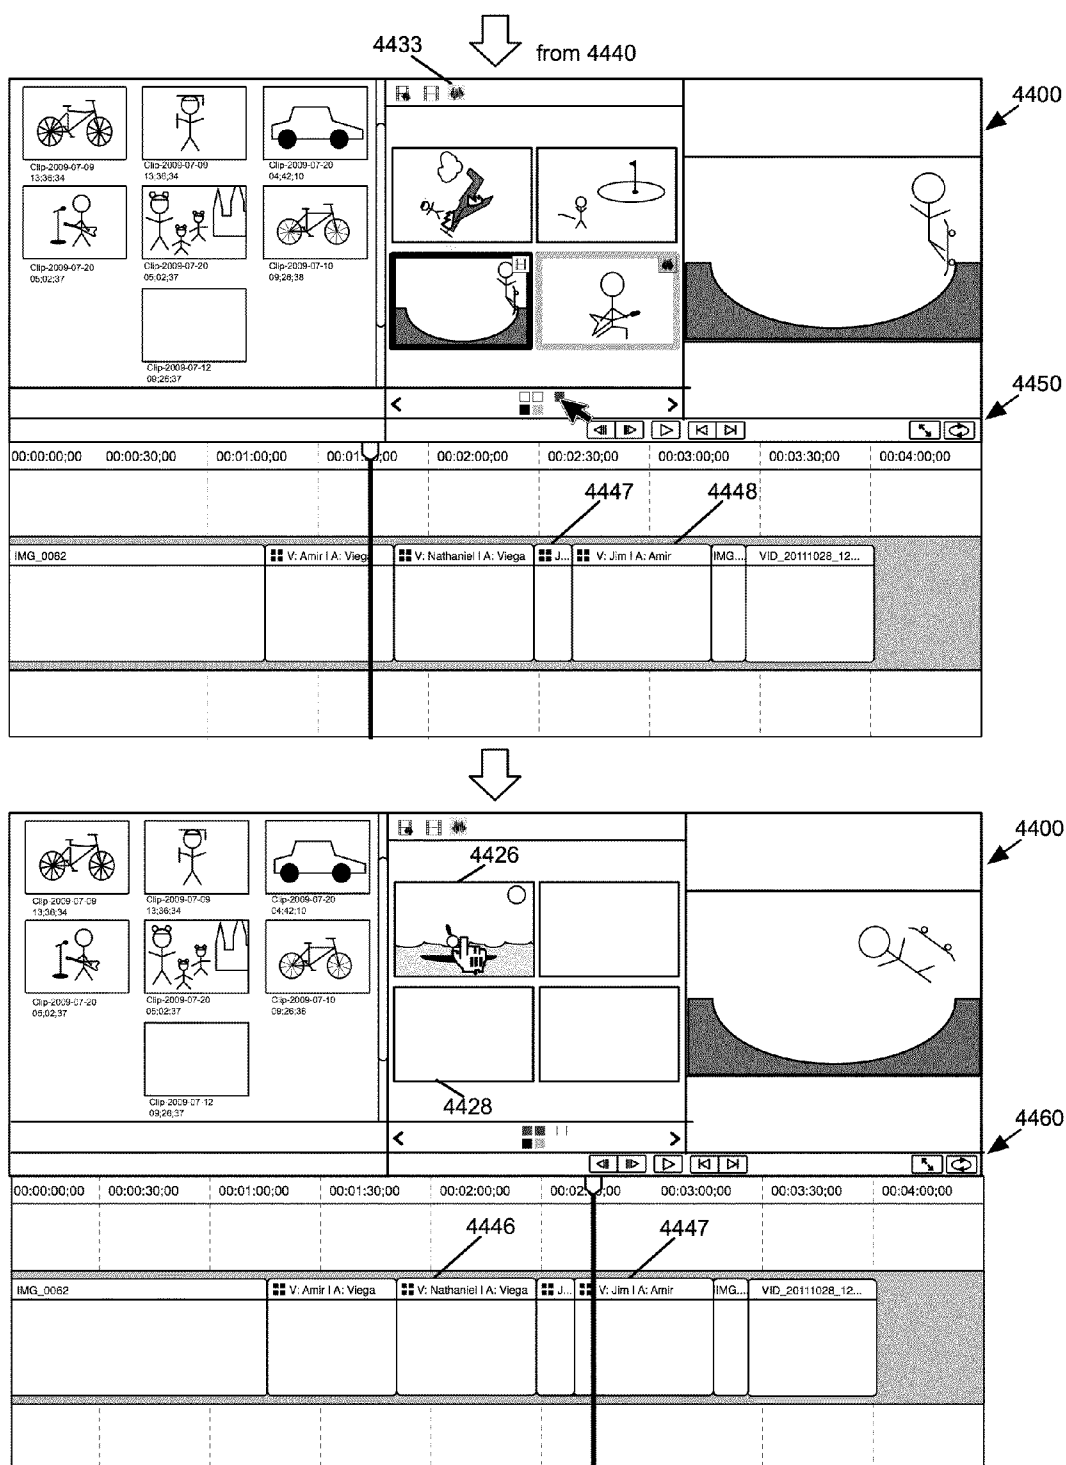 from 4440
4433
4400
Clip-2009-07-09
13;36;34
Clip-2009-07-09
13;36;34
Clip-2009-07-20
04;42;10
Clip-2009-07-20
05;02;37
Clip-2009-07-20
05;02;37
Clip-2009-07-10
09;26;38
Clip-2009-07-12
09;26;37
4450
00:00:00;00 00:00:30;00 00:01:00;00 00:01: ;00 00:02:00;00 00:02:30;00 00:03:00;00 00:03:30;00 00:04:00;00
4447 4448
IMG_0062 V: Amir | A: Viega V: Nathaniel | A: Viega J... V: Jim | A: Amir IMG... VID_20111028_12...
4400
4426
Clip-2009-07-09
13;36;34
Clip-2009-07-09
13;36;34
Clip-2009-07-20
04;42;10
Clip-2009-07-20
05;02;37
Clip-2009-07-20
05;02;37
Clip-2009-07-10
09;26;38
Clip-2009-07-12
09;26;37
4428
4460
00:00:00;00 00:00:30;00 00:01:00;00 00:01:30;00 00:02:00;00 00:02: ;00 00:03:00;00 00:03:30;00 00:04:00;00
4446 4447
IMG_0062 V: Amir | A: Viega V: Nathaniel | A: Viega J... V: Jim | A: Amir IMG... VID_20111028_12...